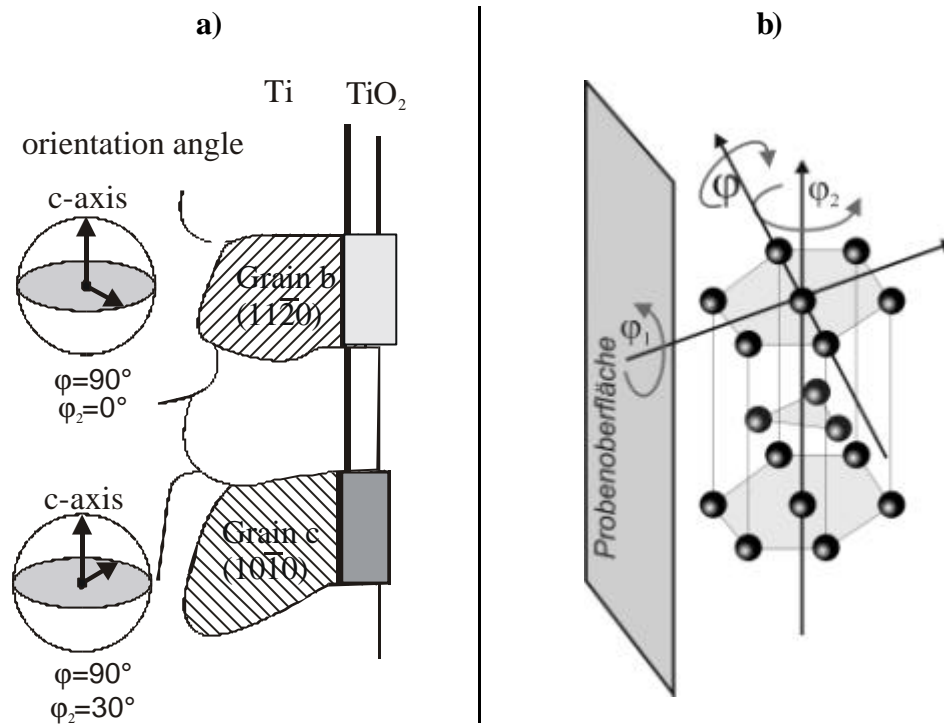 a)
Ti TiO₂
orientation angle
c-axis
Grain b
(112̅0)
φ=90°
φ₂=0°
c-axis
Grain c
(101̅0)
φ=90°
φ₂=30°
b)
φ
φ₂
φ₁
Probenoberfläche